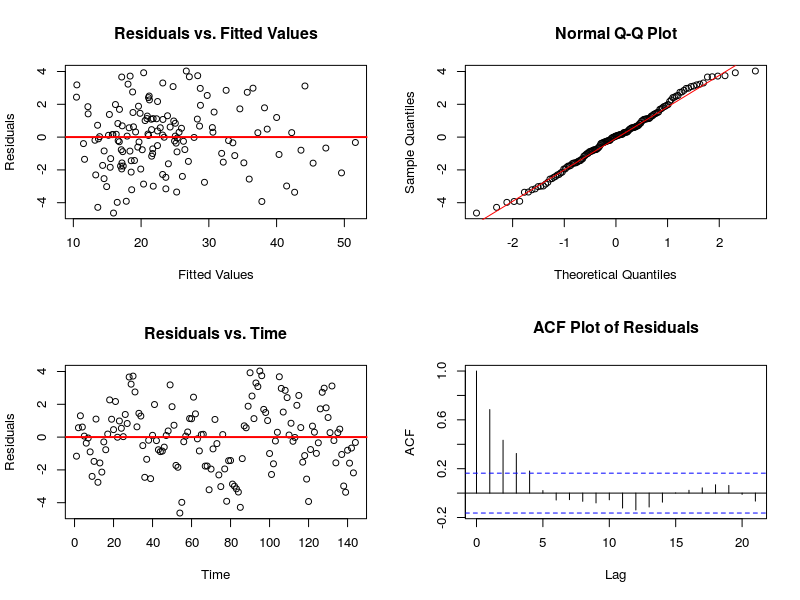 Residuals vs. Fitted Values
Residuals
4
2
0
-2
-4
10 20 30 40 50
Fitted Values
Normal Q-Q Plot
Sample Quantiles
4
2
0
-2
-4
-2 -1 0 1 2
Theoretical Quantiles
Residuals vs. Time
Residuals
4
2
0
-2
-4
0 20 40 60 80 100 120 140
Time
ACF Plot of Residuals
ACF
1.0
0.6
0.2
-0.2
0 5 10 15 20
Lag